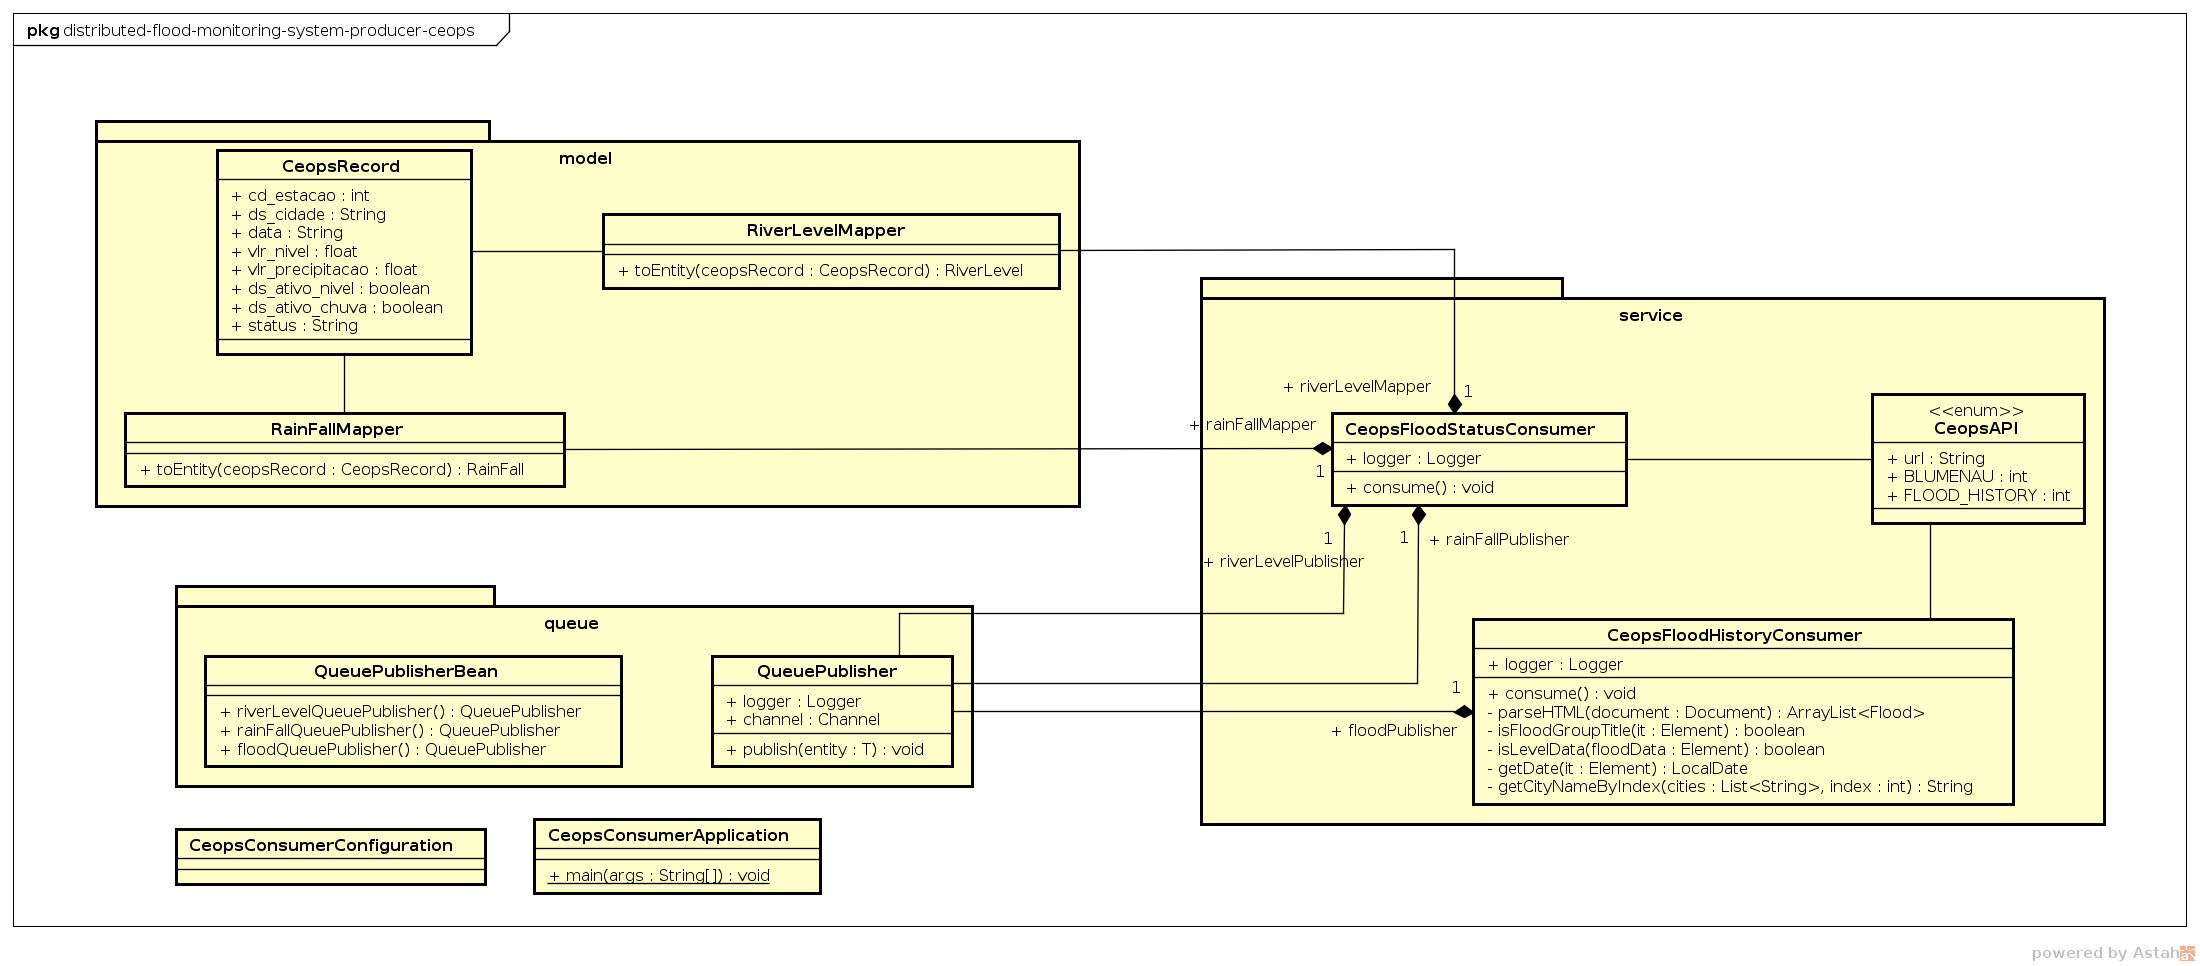 pkg distributed-flood-monitoring-system-producer-ceops
model
CeopsRecord
+ cd_estacao : int
+ ds_cidade : String
+ data : String
+ vlr_nivel : float
+ vlr_precipitacao : float
+ ds_ativo_nivel : boolean
+ ds_ativo_chuva : boolean
+ status : String
RiverLevelMapper
+ toEntity(ceopsRecord : CeopsRecord) : RiverLevel
RainFallMapper
+ toEntity(ceopsRecord : CeopsRecord) : RainFall
service
+ riverLevelMapper
1
+ rainFallMapper
1
CeopsFloodStatusConsumer
+ logger : Logger
+ consume() : void
1
+ riverLevelPublisher
1
+ rainFallPublisher
<<enum>>
CeopsAPI
+ url : String
+ BLUMENAU : int
+ FLOOD_HISTORY : int
queue
QueuePublisherBean
+ riverLevelQueuePublisher() : QueuePublisher
+ rainFallQueuePublisher() : QueuePublisher
+ floodQueuePublisher() : QueuePublisher
QueuePublisher
+ logger : Logger
+ channel : Channel
+ publish(entity : T) : void
1
+ floodPublisher
CeopsFloodHistoryConsumer
+ logger : Logger
+ consume() : void
- parseHTML(document : Document) : ArrayList<Flood>
- isFloodGroupTitle(it : Element) : boolean
- isLevelData(floodData : Element) : boolean
- getDate(it : Element) : LocalDate
- getCityNameByIndex(cities : List<String>, index : int) : String
CeopsConsumerConfiguration
CeopsConsumerApplication
+ main(args : String[]) : void
powered by Astah